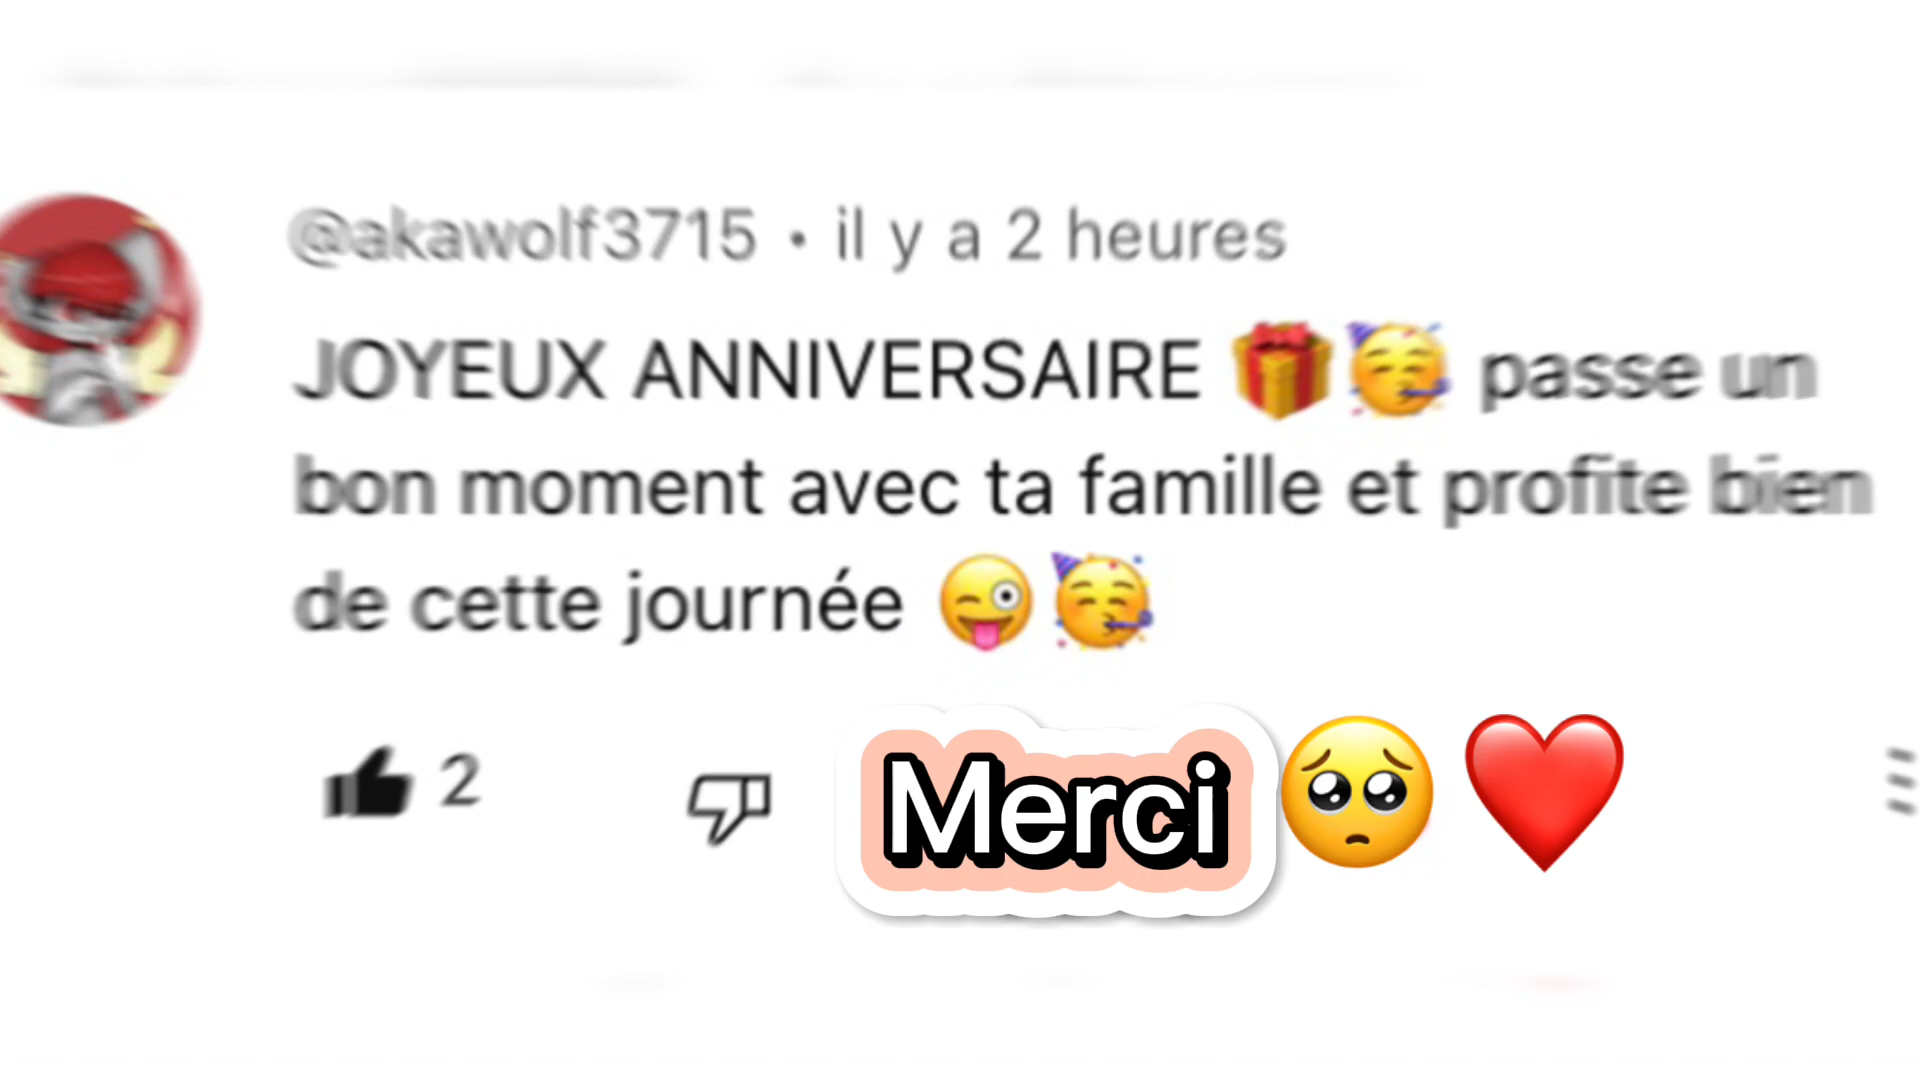 @akawolf3715 • il y a 2 heures
JOYEUX ANNIVERSAIRE 🎁🥳 passe un
bon moment avec ta famille et profite bien
de cette journée 😜🥳
2
Merci 🥺 ❤️